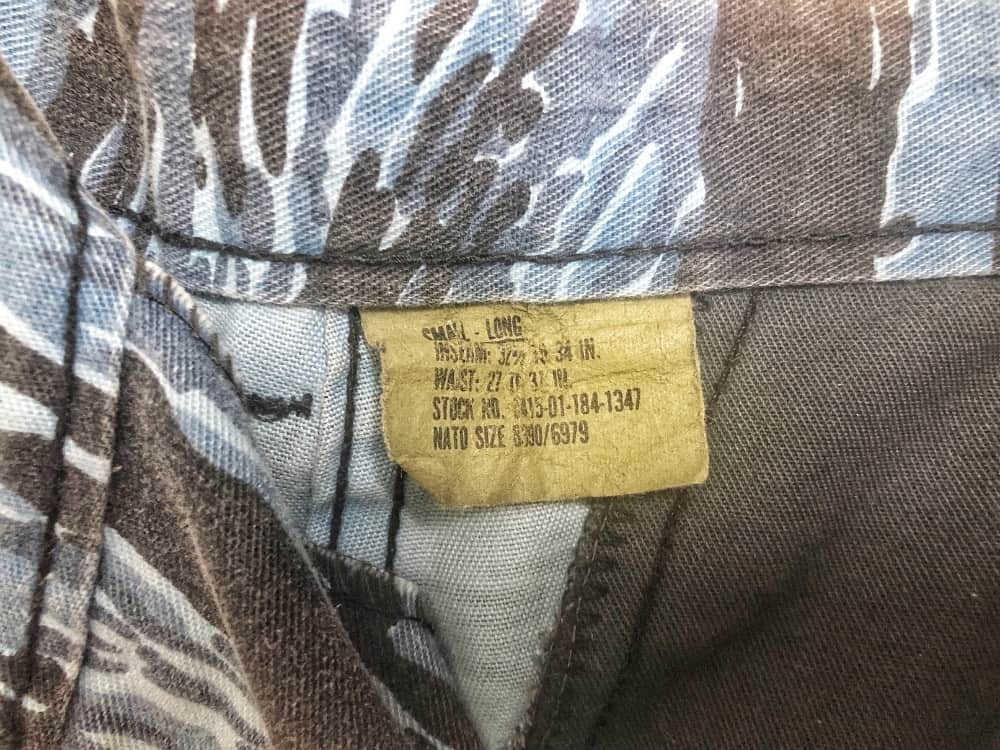 SMALL - LONG
INSEAM: 32½ TO 34 IN.
WAIST: 27 TO 31 IN.
STOCK NO. 8415-01-184-1347
NATO SIZE 8390/6979